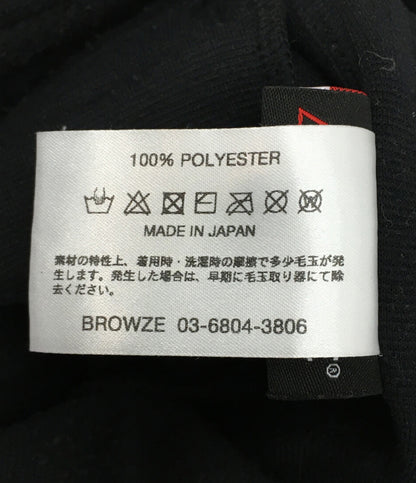 100% POLYESTER
MADE IN JAPAN
素材の特性上、着用時・洗濯時の摩擦で多少毛玉が発
生します。発生した場合は、早期に毛玉取り器にて除
去ください。
BROWZE 03-6804-3806